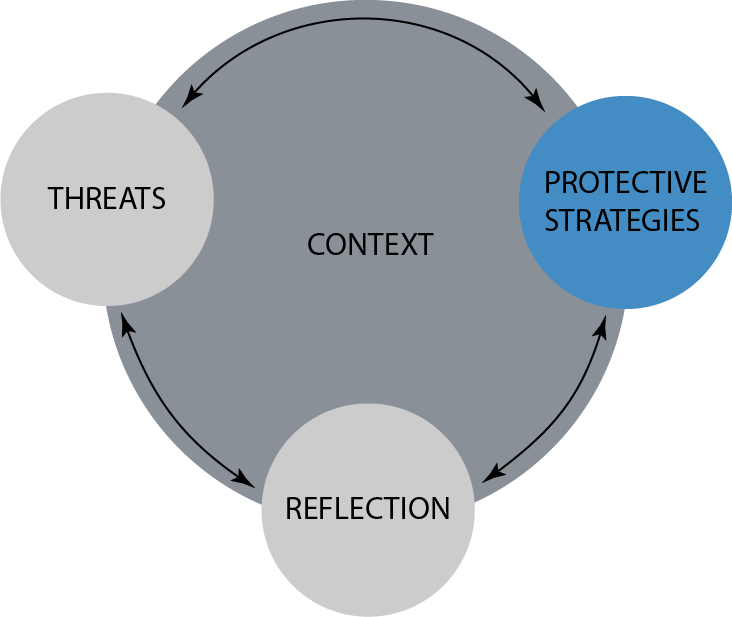 THREATS
PROTECTIVE
STRATEGIES
CONTEXT
REFLECTION